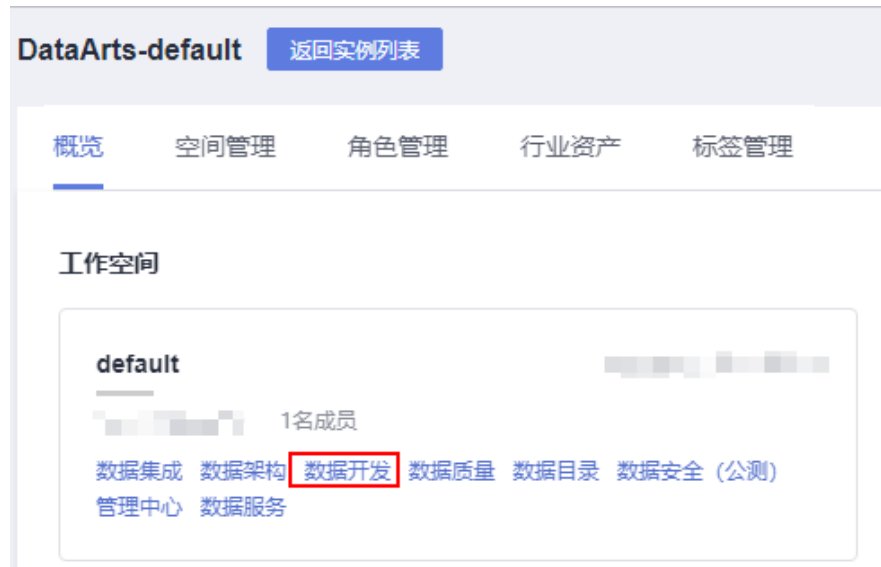 DataArts-default 返回实例列表
概览 空间管理 角色管理 行业资产 标签管理
工作空间
default
1名成员
数据集成 数据架构 数据开发 数据质量 数据目录 数据安全 (公测)
管理中心 数据服务